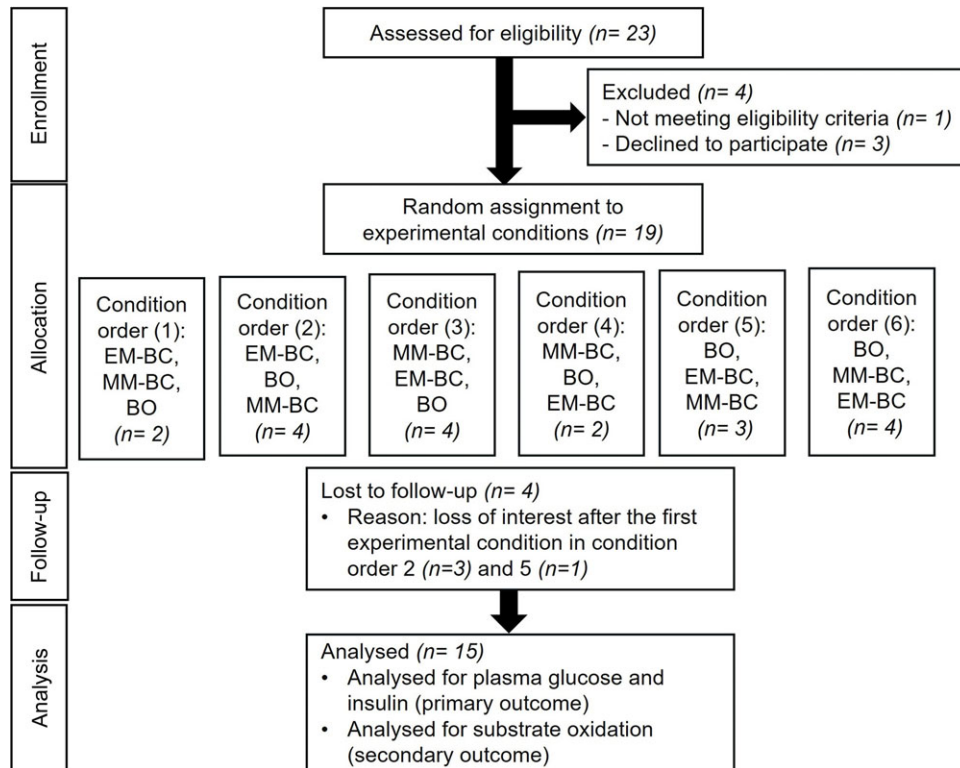 Enrollment
Assessed for eligibility (n= 23)
Excluded (n= 4)
- Not meeting eligibility criteria (n= 1)
- Declined to participate (n= 3)
Allocation
Random assignment to
experimental conditions (n= 19)
Condition
order (1):
EM-BC,
MM-BC,
BO
(n= 2)
Condition
order (2):
EM-BC,
BO,
MM-BC
(n= 4)
Condition
order (3):
MM-BC,
EM-BC,
BO
(n= 4)
Condition
order (4):
MM-BC,
BO,
EM-BC
(n= 2)
Condition
order (5):
BO,
EM-BC,
MM-BC
(n= 3)
Condition
order (6):
BO,
MM-BC,
EM-BC
(n= 4)
Follow-up
Lost to follow-up (n= 4)
• Reason: loss of interest after the first
experimental condition in condition
order 2 (n=3) and 5 (n=1)
Analysis
Analysed (n= 15)
• Analysed for plasma glucose and
insulin (primary outcome)
• Analysed for substrate oxidation
(secondary outcome)